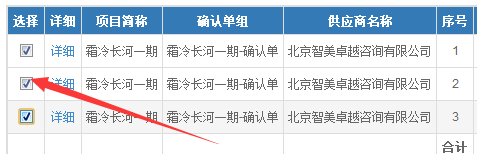 选择 详细 项目简称 确认单组 供应商名称 序号
详细 霜冷长河一期 霜冷长河一期-确认单 北京智美卓越咨询有限公司 1
详细 霜冷长河一期 霜冷长河一期-确认单 北京智美卓越咨询有限公司 2
详细 霜冷长河一期 霜冷长河一期-确认单 北京智美卓越咨询有限公司 3
合计